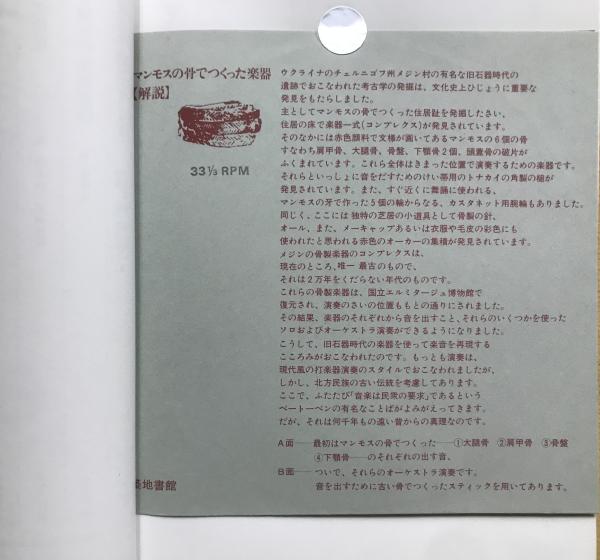 マンモスの骨でつくった楽器
【解説】
33⅓ RPM
ウクライナのチェルニゴフ州メジン村の有名な旧石器時代の
遺跡でおこなわれた考古学の発掘は、文化史上ひじょうに重要な
発見をもたらしました。
主としてマンモスの骨でつくった住居趾を発掘したさい、
住居の床で楽器一式(コンプレクス)が発見されています。
そのなかには赤色顔料で文様が画いてあるマンモスの6個の骨
すなわち肩甲骨、大腿骨、骨盤、下顎骨2個、頭蓋骨の破片が
ふくまれています。これら全体はきまった位置で演奏するための楽器です。
それらといっしょに音をだすためのけい帯用のトナカイの角製の槌が
発見されています。また、すぐ近くに舞踊に使われる、
マンモスの牙で作った5個の輪からなる、カスタネット用腕輪もありました。
同じく、ここには 独特の芝居の小道具として骨製の針、
オール、また、メーキャップあるいは衣服や毛皮の彩色にも
使われたと思われる赤色のオーカーの集積が発見されています。
メジンの骨製楽器のコンプレクスは、
現在のところ、唯一 最古のもので、
それは2万年をくだらない年代のものです。
これらの骨製楽器は、国立エルミタージュ博物館で
復元され、演奏のさいの位置ももとの通りにされました。
その結果、楽器のそれぞれから音を出すこと、それらのいくつかを使った
ソロおよびオーケストラ演奏ができるようになりました。
こうして、旧石器時代の楽器を使って楽音を再現する
こころみがおこなわれたのです。もっとも演奏は、
現代風の打楽器演奏のスタイルでおこなわれましたが、
しかし、北方民族の古い伝統を考慮してあります。
ここで、ふたたび「音楽は民衆の要求」であるという
ベートーベンの有名なことばがよみがえってきます。
だが、それは何千年もの遠い昔からの真理なのです。
A面──最初はマンモスの骨でつくった──①大腿骨 ②肩甲骨 ③骨盤
④下顎骨──のそれぞれの出す音、
B面──ついで、それらのオーケストラ演奏です。
音を出すために古い骨でつくったスティックを用いてあります。
地書館